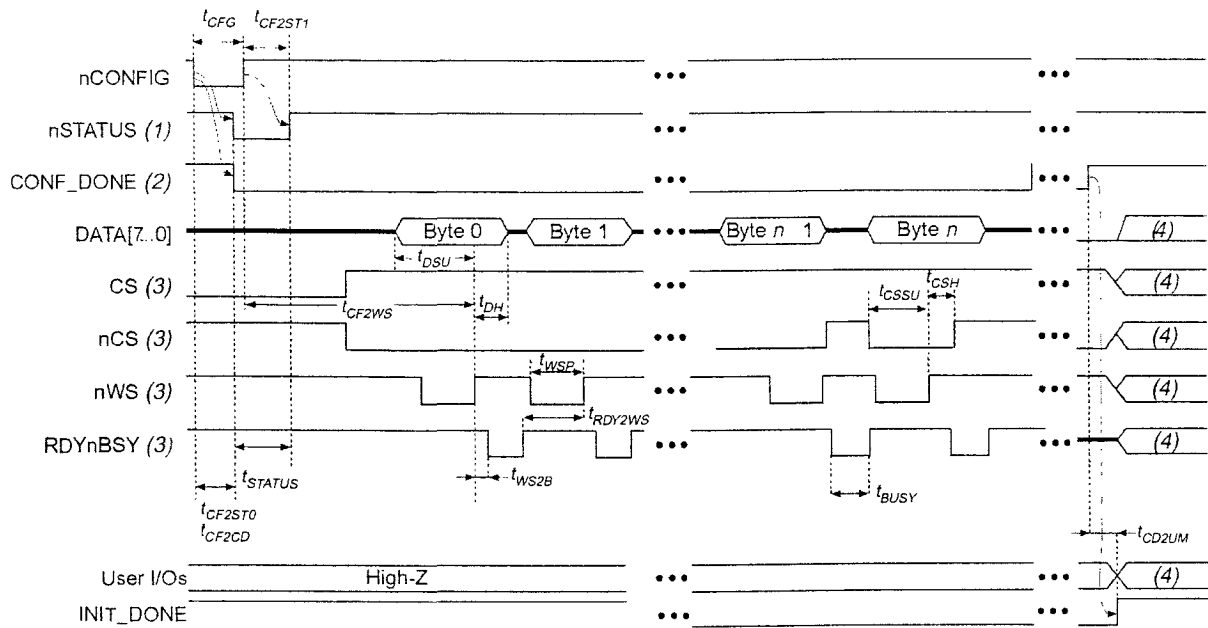 tCFG tCF2ST1
nCONFIG
nSTATUS (1)
CONF_DONE (2)
DATA[7..0] Byte 0 Byte 1 Byte n 1 Byte n (4)
tDSU
CS (3) tCF2WS tDH tCSSU tCSH (4)
nCS (3) (4)
tWSP
nWS (3) (4)
tRDY2WS
RDYnBSY (3) (4)
tSTATUS tWS2B tBUSY
tCF2ST0
tCF2CD
tCD2UM
User I/Os High-Z (4)
INIT_DONE